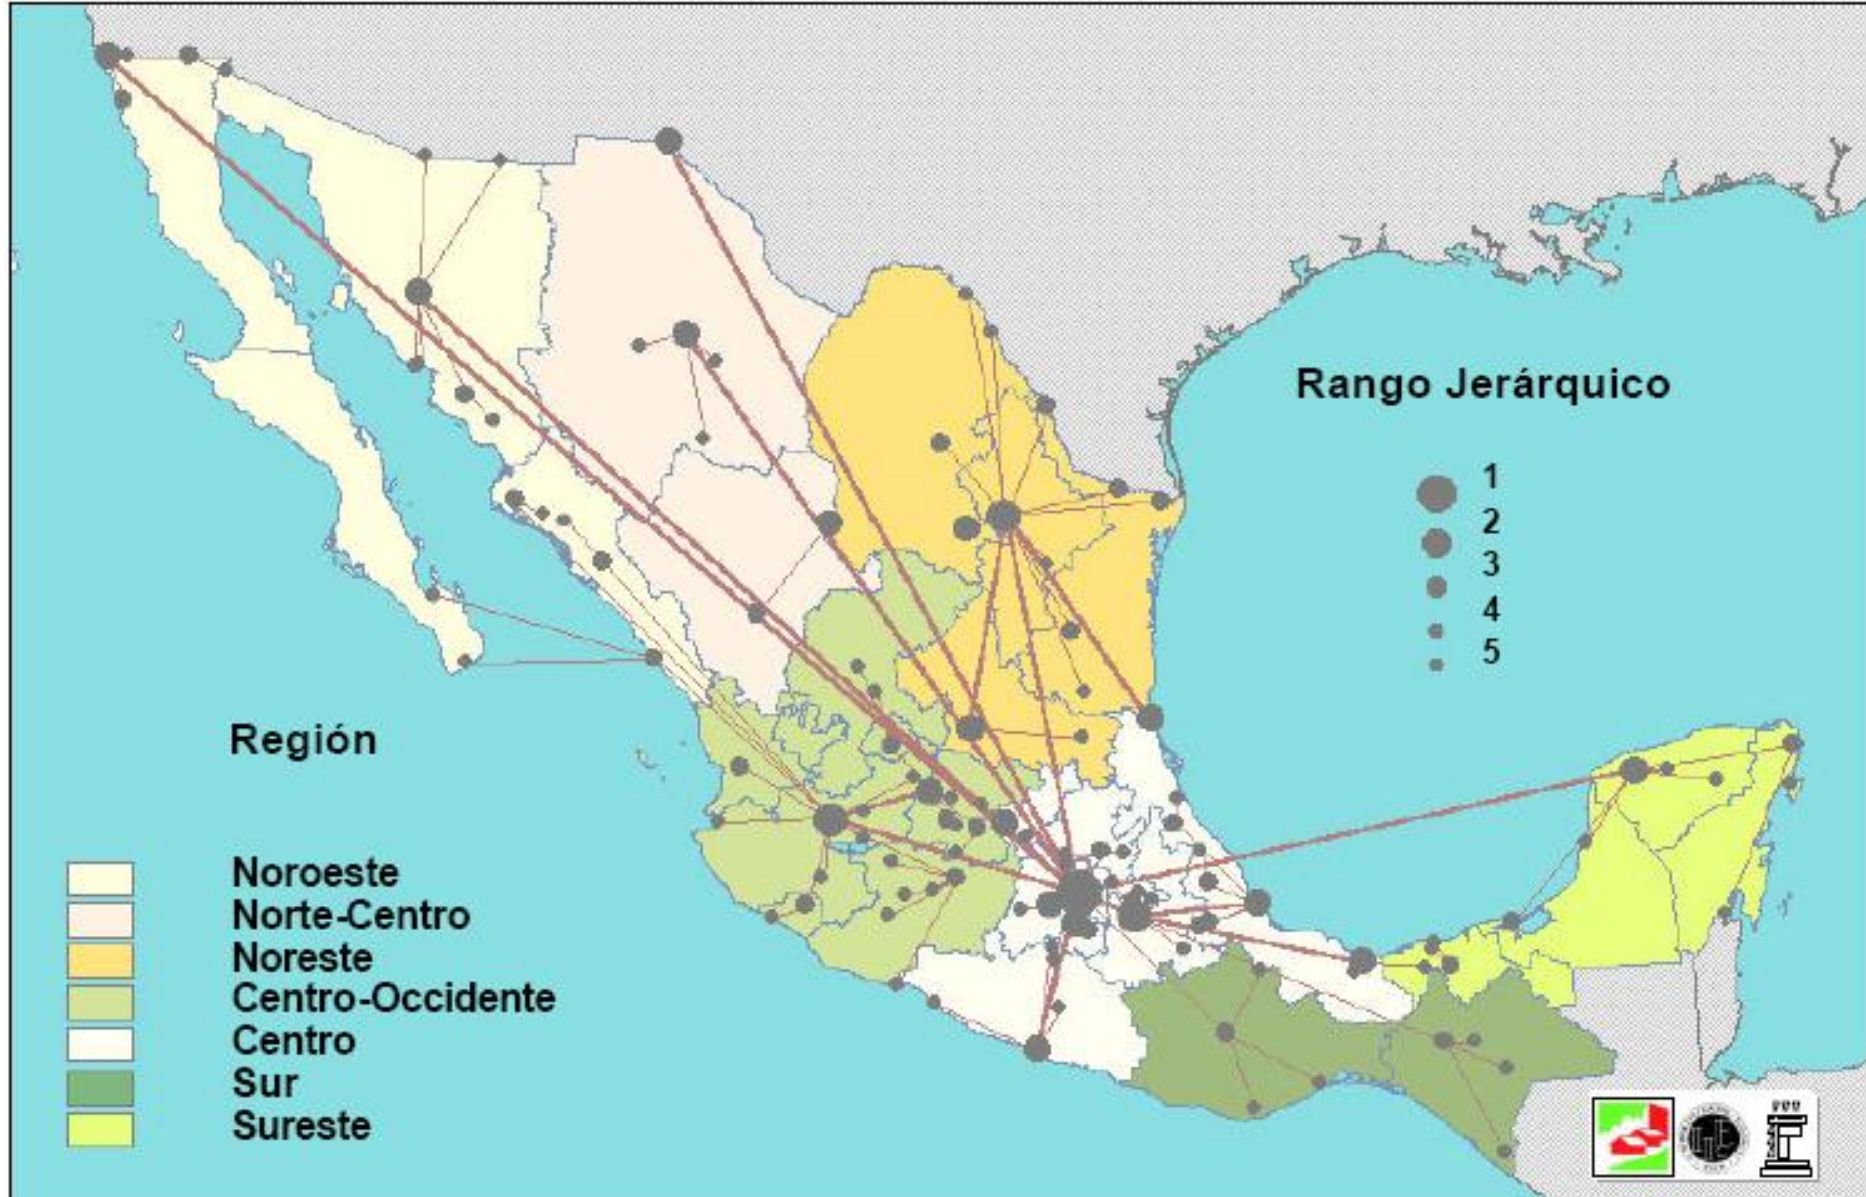 Rango Jerárquico
1
2
3
4
5
Región
Noroeste
Norte-Centro
Noreste
Centro-Occidente
Centro
Sur
Sureste